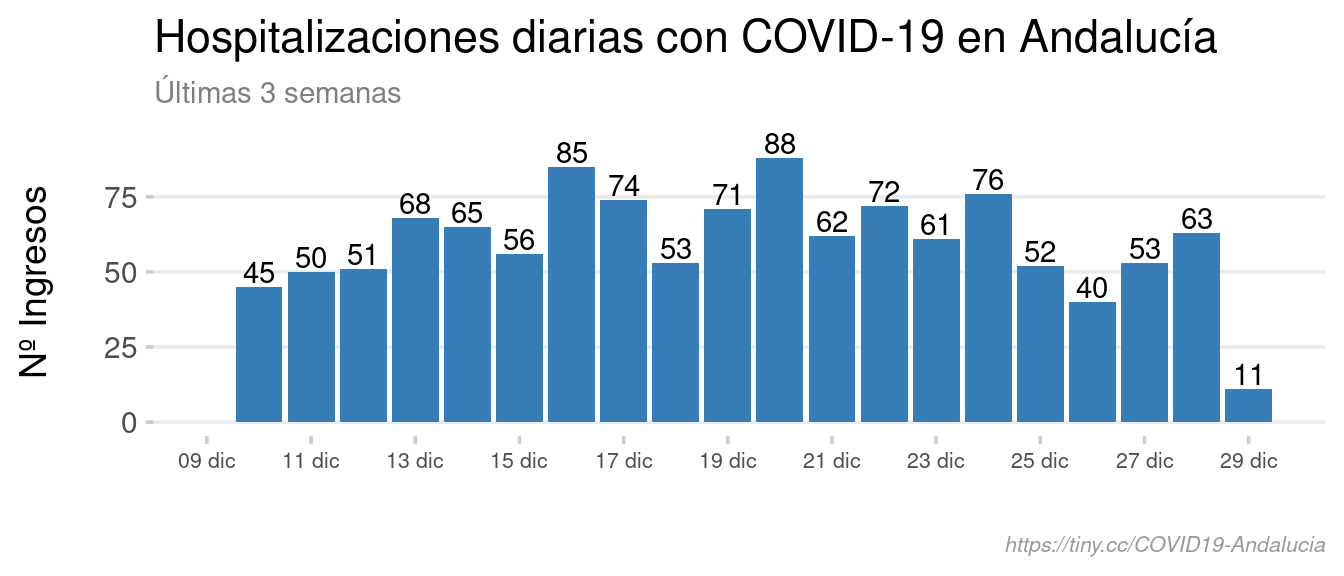 Hospitalizaciones diarias con COVID-19 en Andalucía
Últimas 3 semanas
Nº Ingresos
75
50
25
0
45
50
51
68
65
56
85
74
53
71
88
62
72
61
76
52
40
53
63
11
09 dic
11 dic
13 dic
15 dic
17 dic
19 dic
21 dic
23 dic
25 dic
27 dic
29 dic
https://tiny.cc/COVID19-Andalucia